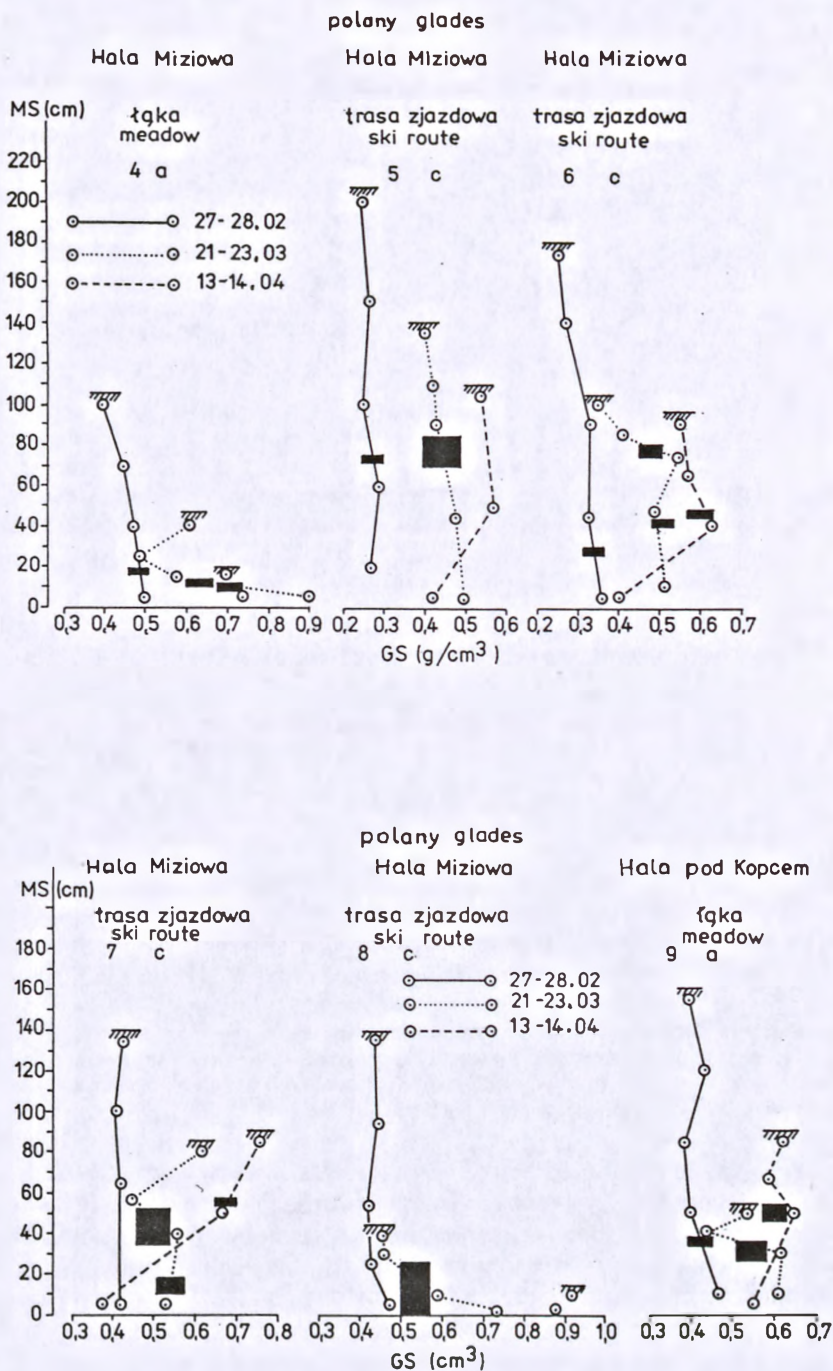 polany glades
Hala Miziowa Hala Miziowa Hala Miziowa
MS (cm) łąka trasa zjazdowa trasa zjazdowa
meadow ski route ski route
4 a 5 c 6 c
220
200
180
160
140
120
100
80
60
40
20
0
27-28.02
21-23.03
13-14.04
0,3 0,4 0,5 0,6 0,7 0,8 0,9 0,3 0,4 0,5 0,6 0,2 0,3 0,4 0,5 0,6 0,7
GS (g/cm³)
polany glades
Hala Miziowa Hala Miziowa Hala pod Kopcem
MS (cm)
trasa zjazdowa trasa zjazdowa łąka
ski route ski route meadow
7 c 8 c 9 a
180
160
140
120
100
80
60
40
20
0
27-28.02
21-23.03
13-14.04
0,3 0,4 0,5 0,6 0,7 0,8 0,3 0,4 0,5 0,6 0,7 0,8 0,9 1,0 0,3 0,4 0,5 0,6 0,7
GS (cm³)